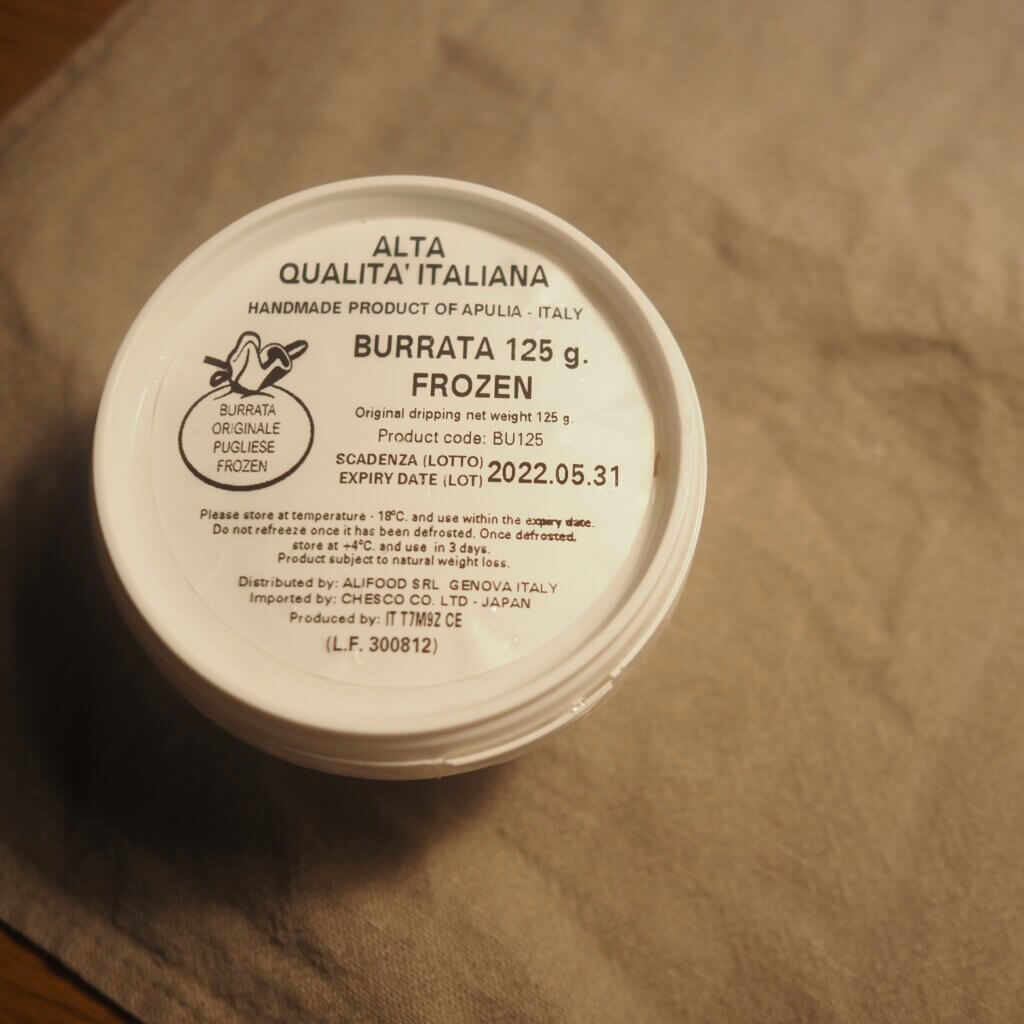 ALTA
QUALITA' ITALIANA
HANDMADE PRODUCT OF APULIA - ITALY
BURRATA
ORIGINALE
PUGLIESE
FROZEN
BURRATA 125 g.
FROZEN
Original dripping net weight 125 g.
Product code: BU125
SCADENZA (LOTTO)
EXPIRY DATE (LOT) 2022.05.31
Please store at temperature - 18°C. and use within the expiry date.
Do not refreeze once it has been defrosted. Once defrosted,
store at +4°C. and use in 3 days.
Product subject to natural weight loss.
Distributed by: ALIFOOD SRL GENOVA ITALY
Imported by: CHESCO CO. LTD - JAPAN
Produced by: IT T7M9Z CE
(L.F. 300812)